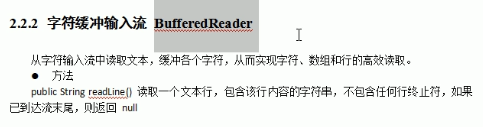 2.2.2 字符缓冲输入流 BufferedReader
从字符输入流中读取文本，缓冲各个字符，从而实现字符、数组和行的高效读取。
● 方法
public String readLine() 读取一个文本行，包含该行内容的字符串，不包含任何行终止符，如果
已到达流末尾，则返回 null